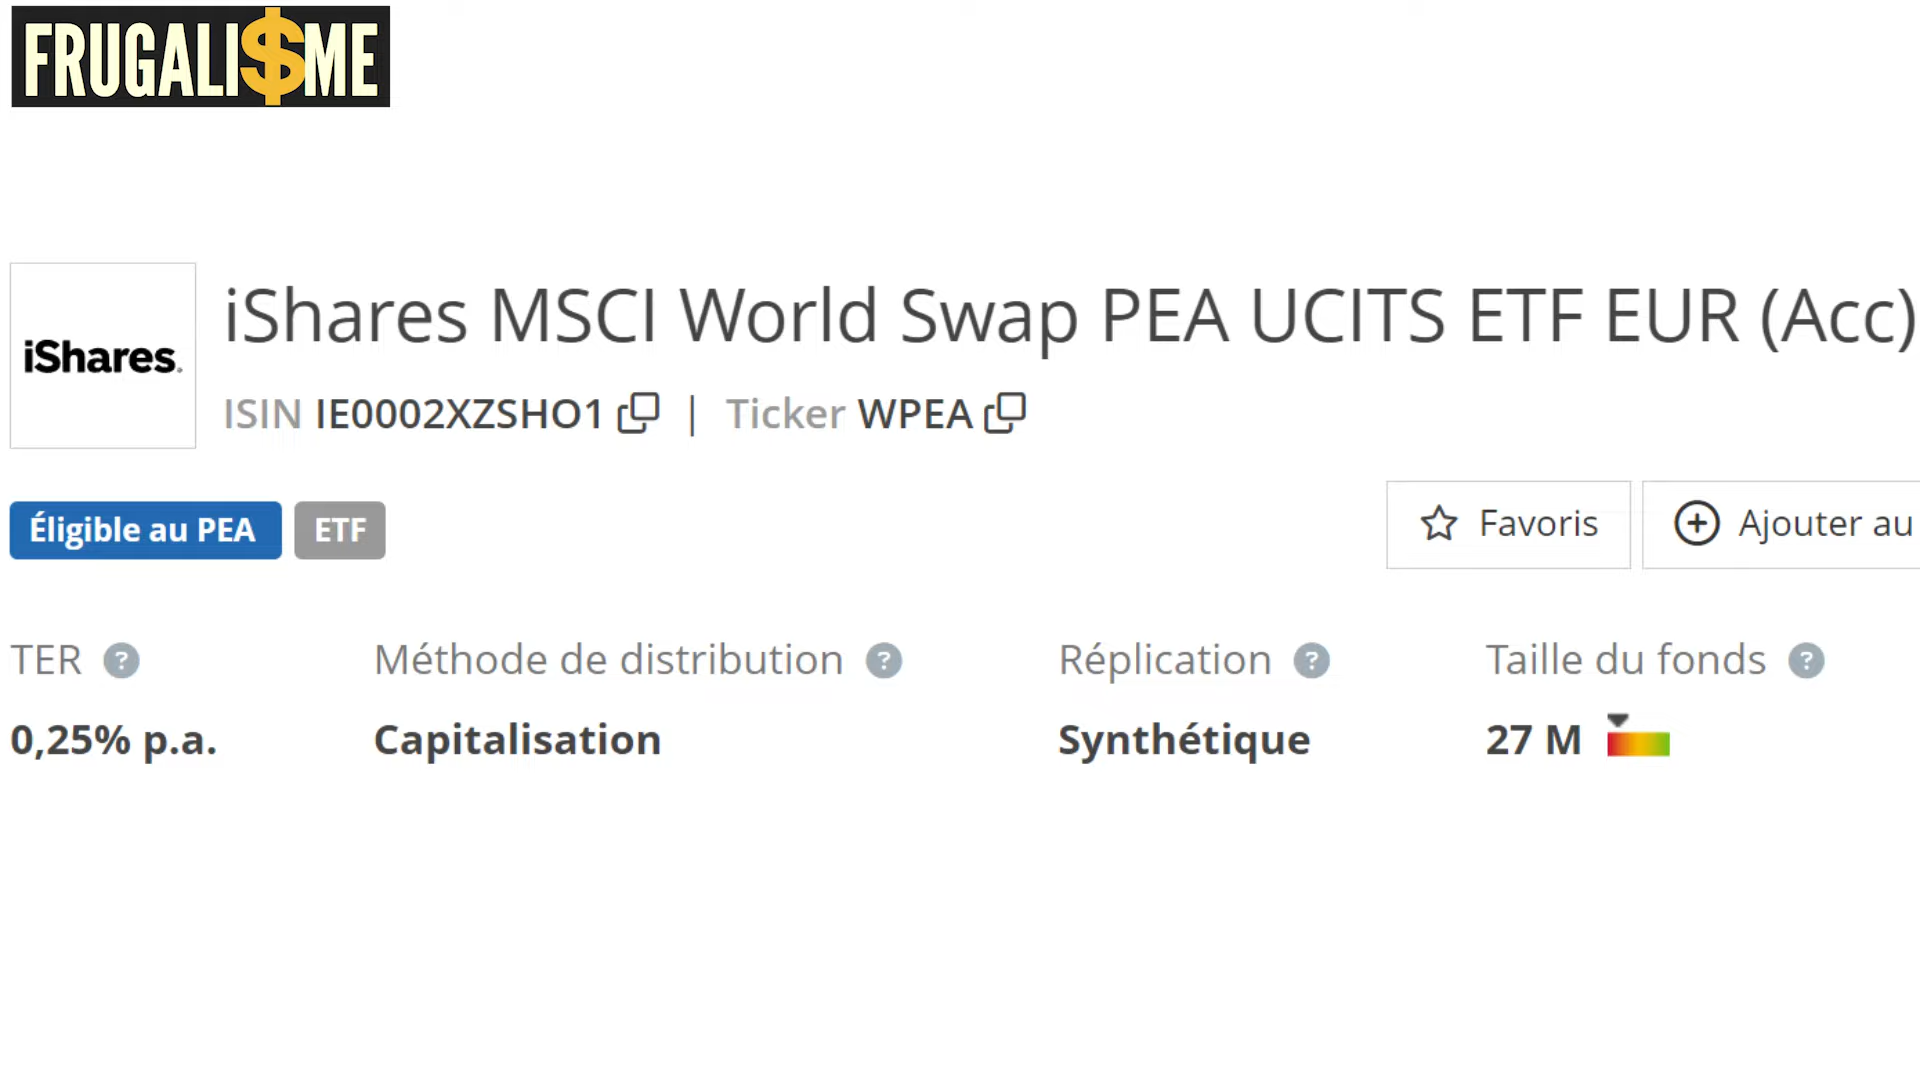 FRUGALI$ME
iShares.
iShares MSCI World Swap PEA UCITS ETF EUR (Acc)
ISIN IE0002XZSHO1 | Ticker WPEA
Éligible au PEA ETF
Favoris
Ajouter au
TER ? Méthode de distribution ? Réplication ? Taille du fonds ?
0,25% p.a. Capitalisation Synthétique 27 M